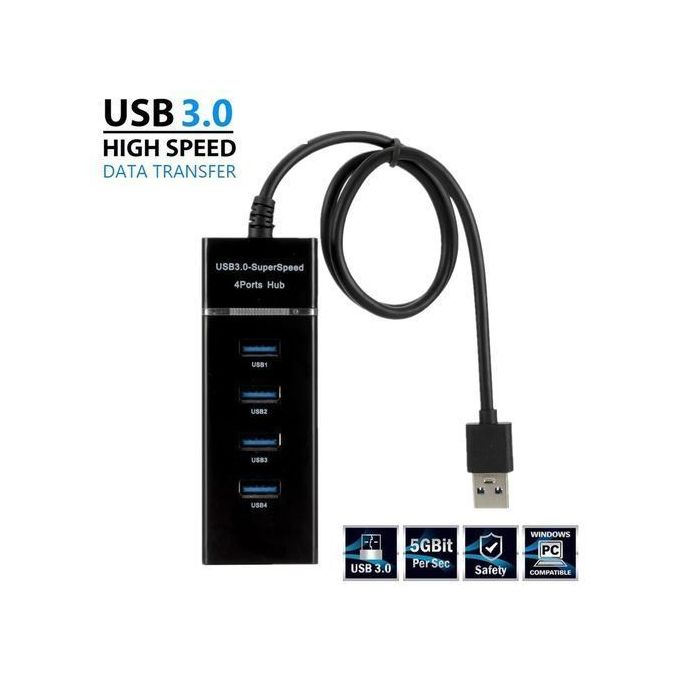 USB 3.0
HIGH SPEED
DATA TRANSFER
USB3.0-SuperSpeed
4Ports Hub
USB1
USB2
USB3
USB4
USB 3.0
5GBit
Per Sec
Safety
WINDOWS
PC
COMPATIBLE